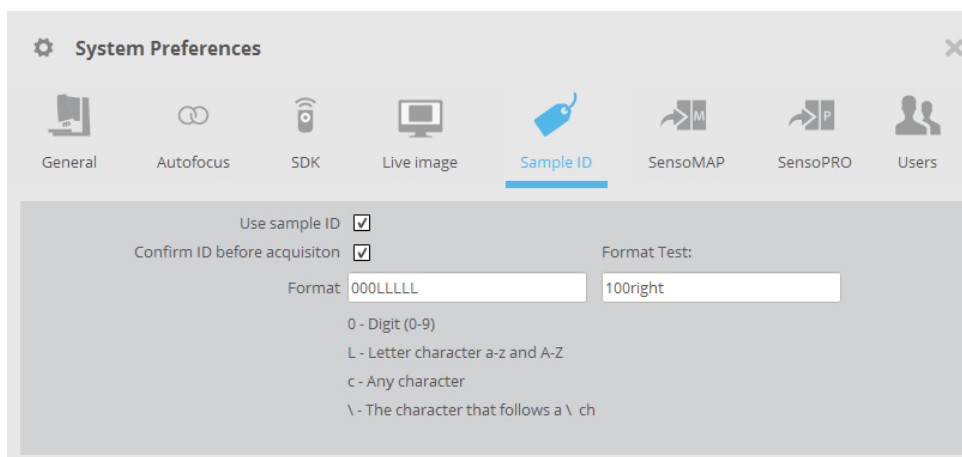 System Preferences
General Autofocus SDK Live image Sample ID SensoMAP SensoPRO Users
M P
Use sample ID
Confirm ID before acquisiton Format Test:
Format 000LLLLL 100right
0 - Digit (0-9)
L - Letter character a-z and A-Z
c - Any character
\ - The character that follows a \ ch